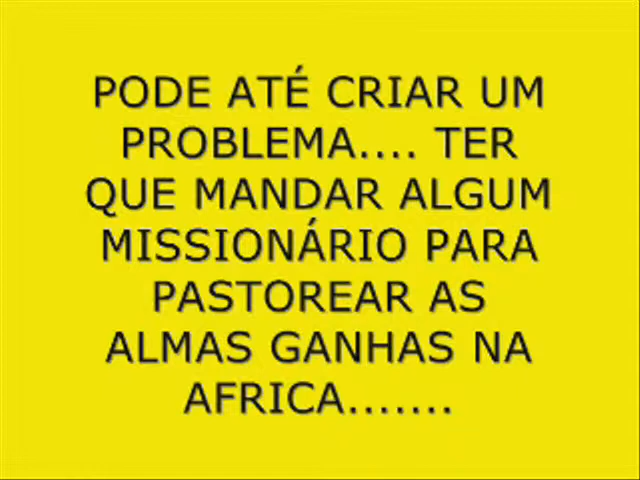 PODE ATÉ CRIAR UM
PROBLEMA.... TER
QUE MANDAR ALGUM
MISSIONÁRIO PARA
PASTOREAR AS
ALMAS GANHAS NA
AFRICA.......